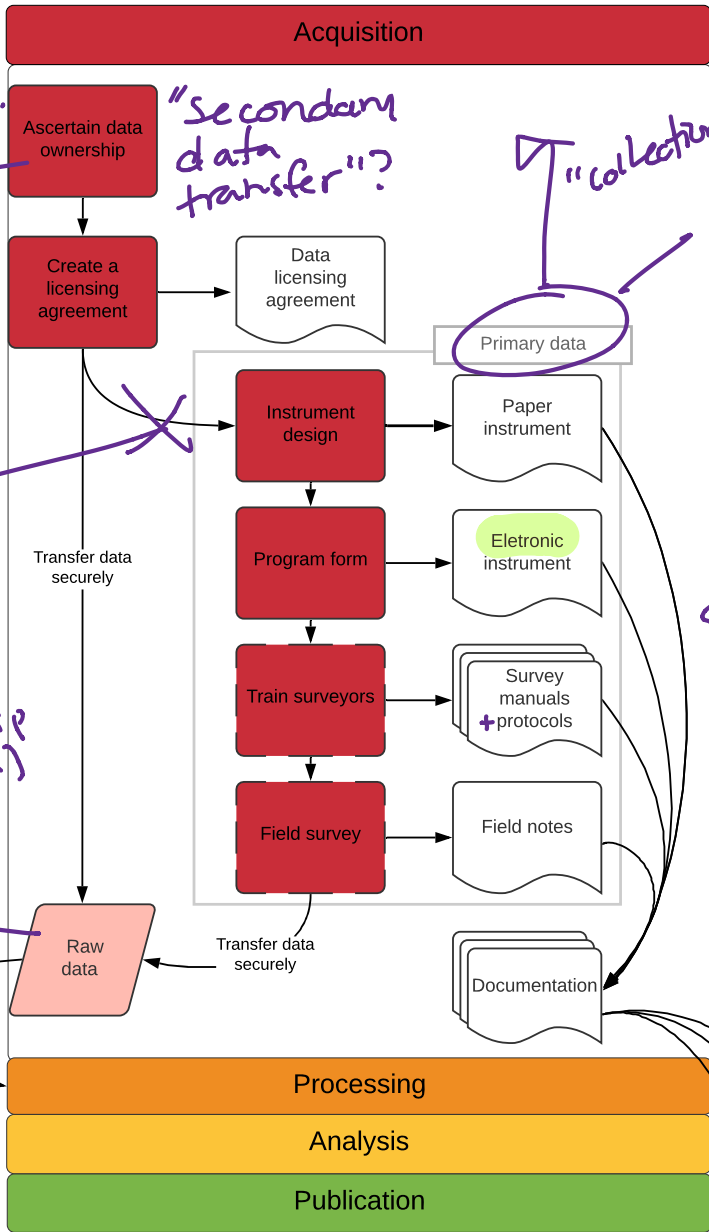 Acquisition
Ascertain data
ownership
"Secondary
data
transfer"?
"collection
Create a
licensing
agreement
Data
licensing
agreement
Primary data
Instrument
design
Paper
instrument
Program form
Eletronic
instrument
Transfer data
securely
Train surveyors
Survey
manuals
+protocols
Field survey
Field notes
Raw
data
Transfer data
securely
Documentation
Processing
Analysis
Publication